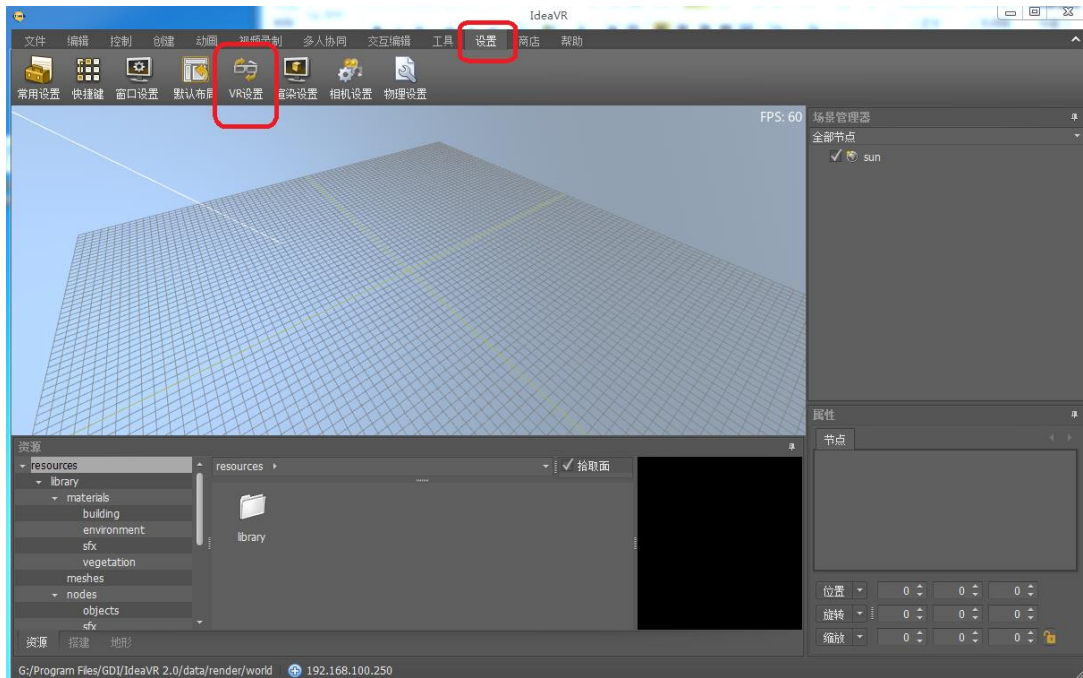 IdeaVR
文件 编辑 控制 创建 动画 视频录制 多人协同 交互编辑 工具 设置 商店 帮助
常用设置 快捷键 窗口设置 默认布局 VR设置 渲染设置 相机设置 物理设置
FPS: 60
场景管理器
全部节点
sun
属性
节点
位置 0 0 0
旋转 0 0 0
缩放 0 0 0
资源
resources
library
materials
building
environment
sfx
vegetation
meshes
nodes
objects
sfx
resources
拾取面
library
资源 搭建 地形
G:/Program Files/GDI/IdeaVR 2.0/data/render/world 192.168.100.250